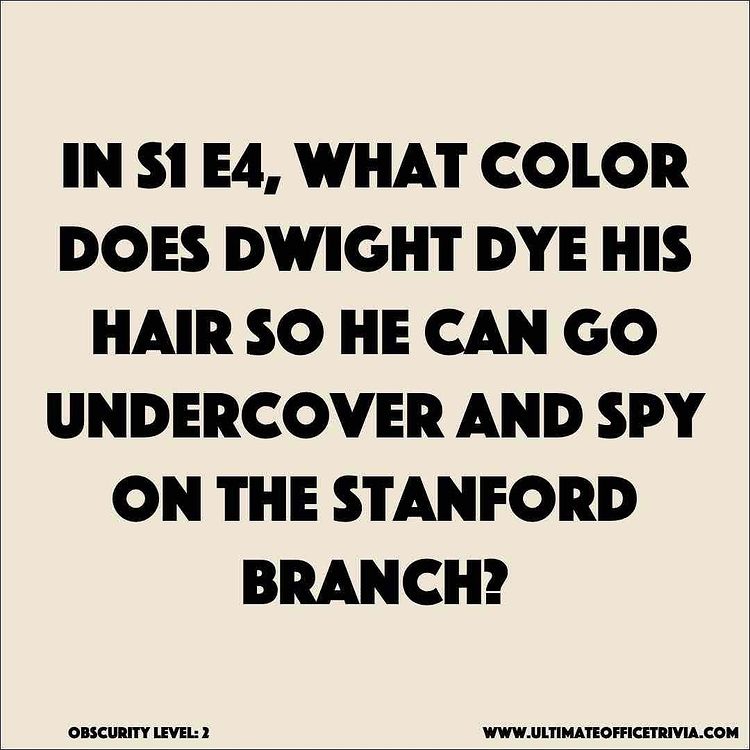 IN S1 E4, WHAT COLOR
DOES DWIGHT DYE HIS
HAIR SO HE CAN GO
UNDERCOVER AND SPY
ON THE STANFORD
BRANCH?
OBSCURITY LEVEL: 2
WWW.ULTIMATEOFFICETRIVIA.COM